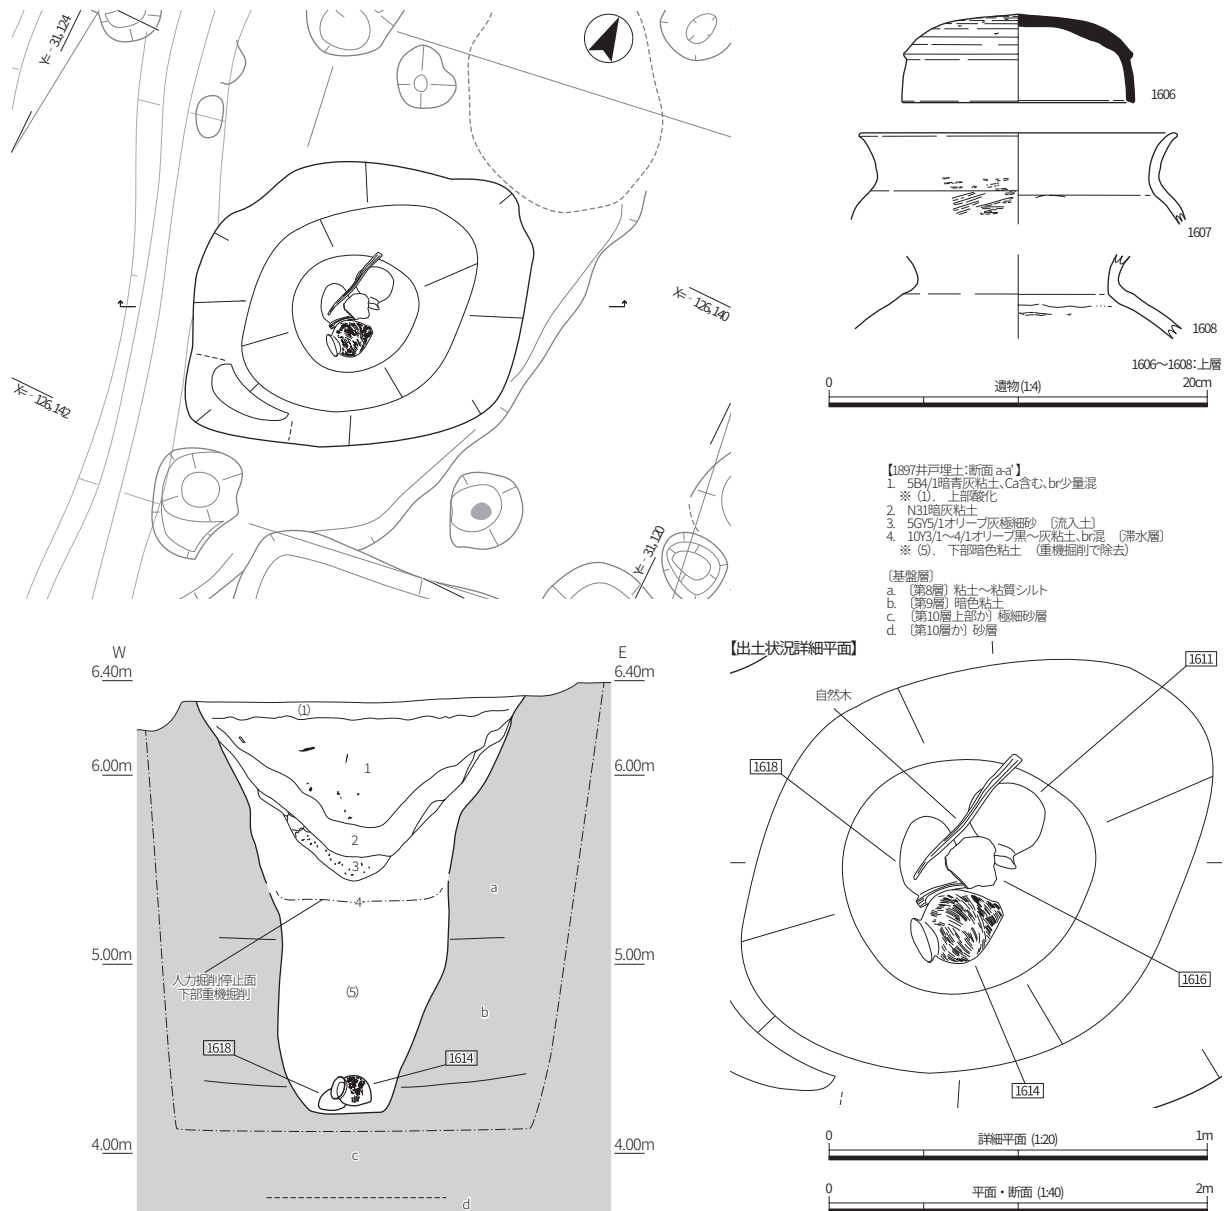 Y=－31,124
X=－126,140
X=－126,142
Y=－31,120
1606
1607
1608
1606～1608：上層
0 遺物(1:4) 20cm
【1897井戸埋土：断面 a-a'】
1. 5B4/1暗青灰粘土、Ca含む、br少量混
※（1）. 上部酸化
2. N31暗灰粘土
3. 5GY5/1オリーブ灰極細砂 〔流入土〕
4. 10Y3/1～4/1オリーブ黒～灰粘土、br混 〔滞水層〕
※（5）. 下部暗色粘土 （重機掘削で除去）
〔基盤層〕
a. 〔第8層〕粘土～粘質シルト
b. 〔第9層〕暗色粘土
c. 〔第10層上部か〕極細砂層
d. 〔第10層か〕砂層
W E
6.40m 6.40m
(1)
6.00m 6.00m
1
2
3
a
4
5.00m 5.00m
人力掘削停止面
下部重機掘削
(5)
b
1618
1614
4.00m 4.00m
c
d
【出土状況詳細平面】
1611
自然木
1618
1616
1614
0 詳細平面 (1:20) 1m
0 平面・断面 (1:40) 2m